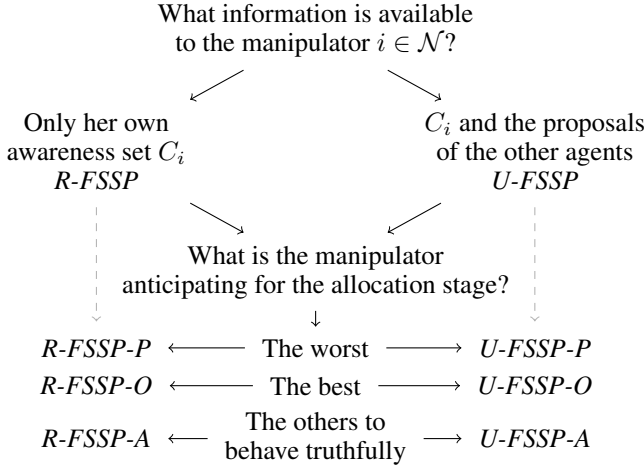 What information is available
to the manipulator i ∈ 𝒩?
Only her own
awareness set C_i
R-FSSP
C_i and the proposals
of the other agents
U-FSSP
What is the manipulator
anticipating for the allocation stage?
R-FSSP-P The worst U-FSSP-P
R-FSSP-O The best U-FSSP-O
R-FSSP-A The others to
behave truthfully U-FSSP-A